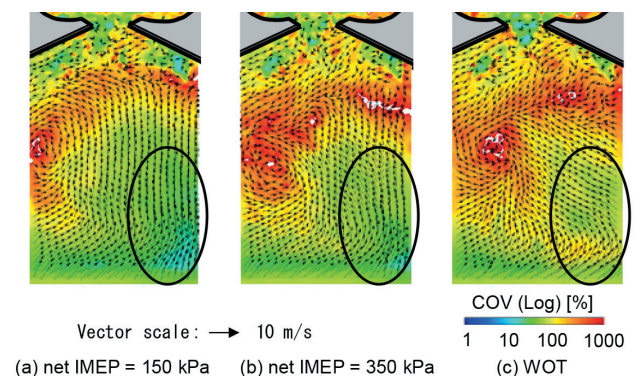 COV (Log) [%]
Vector scale: → 10 m/s
1 10 100 1000
(a) net IMEP = 150 kPa (b) net IMEP = 350 kPa (c) WOT